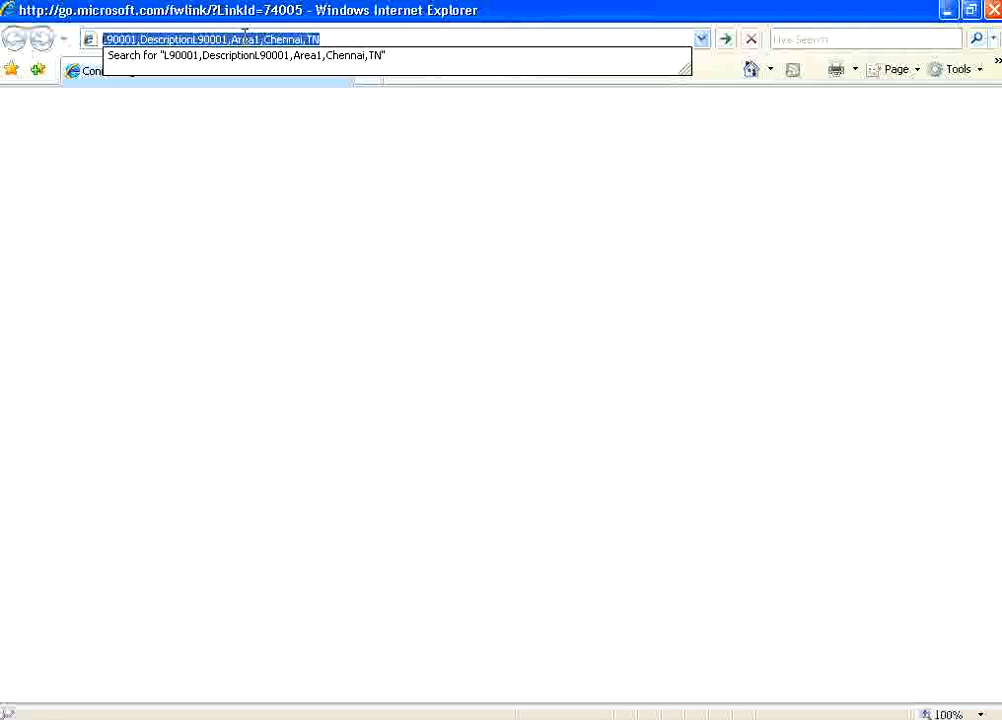 http://go.microsoft.com/fwlink/?LinkId=74005 - Windows Internet Explorer
L90001,DescriptionL90001,Area1,Chennai,TN
Live Search
Search for "L90001,DescriptionL90001,Area1,Chennai,TN"
Con
Page
Tools
100%